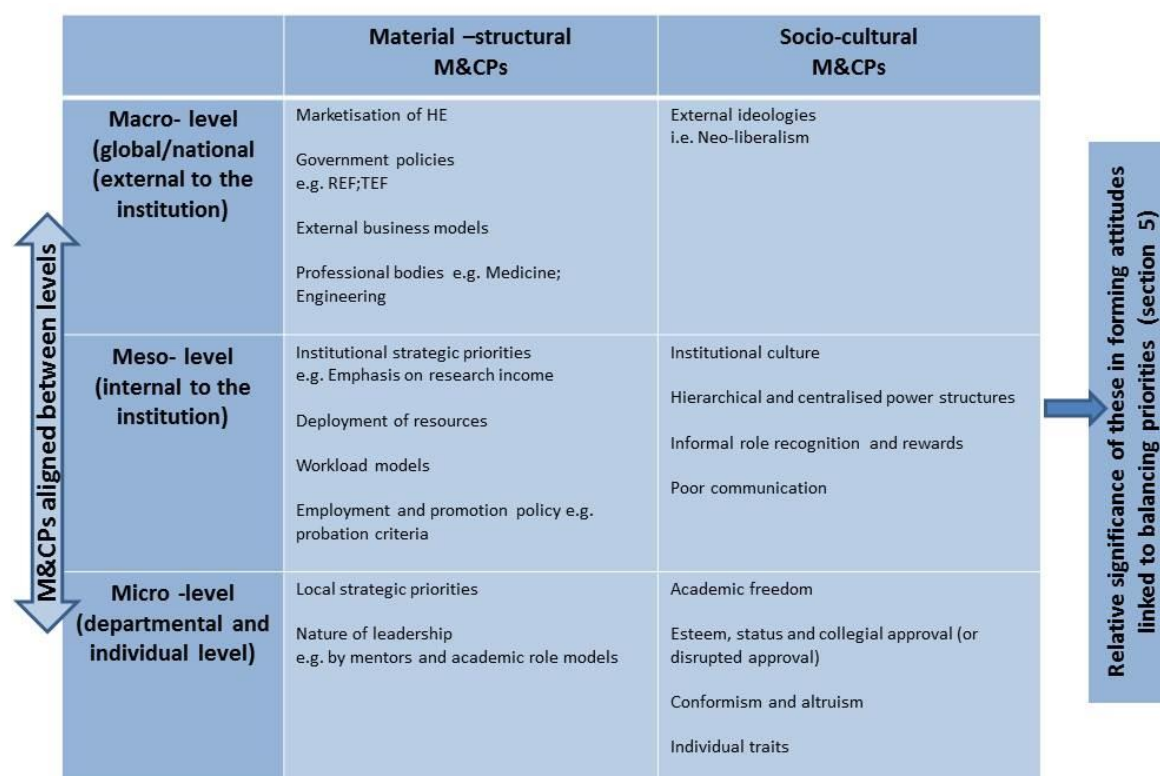 Material –structural
M&CPs
Socio-cultural
M&CPs
Macro- level
(global/national
(external to the
institution)
Marketisation of HE
Government policies
e.g. REF;TEF
External business models
Professional bodies e.g. Medicine;
Engineering
External ideologies
i.e. Neo-liberalism
Meso- level
(internal to the
institution)
Institutional strategic priorities
e.g. Emphasis on research income
Deployment of resources
Workload models
Employment and promotion policy e.g.
probation criteria
Institutional culture
Hierarchical and centralised power structures
Informal role recognition and rewards
Poor communication
Micro -level
(departmental and
individual level)
Local strategic priorities
Nature of leadership
e.g. by mentors and academic role models
Academic freedom
Esteem, status and collegial approval (or
disrupted approval)
Conformism and altruism
Individual traits
M&CPs aligned between levels
Relative significance of these in forming attitudes
linked to balancing priorities (section 5)